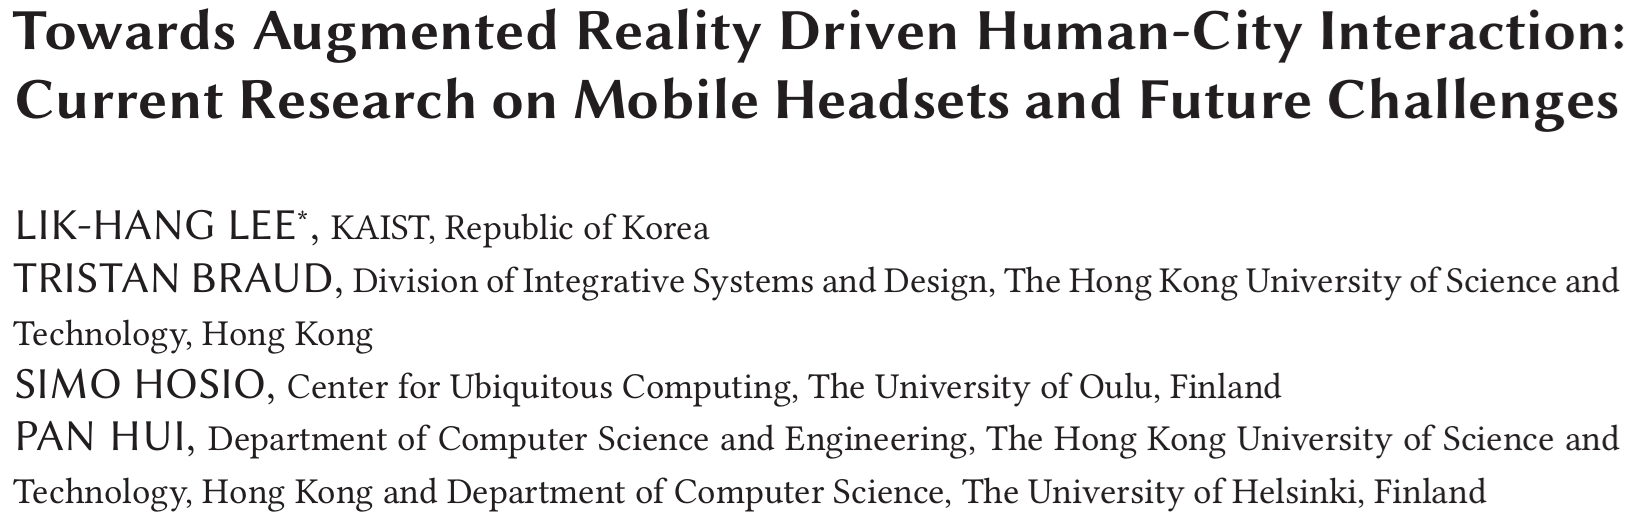 Towards Augmented Reality Driven Human-City Interaction:
Current Research on Mobile Headsets and Future Challenges
LIK-HANG LEE*, KAIST, Republic of Korea
TRISTAN BRAUD, Division of Integrative Systems and Design, The Hong Kong University of Science and
Technology, Hong Kong
SIMO HOSIO, Center for Ubiquitous Computing, The University of Oulu, Finland
PAN HUI, Department of Computer Science and Engineering, The Hong Kong University of Science and
Technology, Hong Kong and Department of Computer Science, The University of Helsinki, Finland